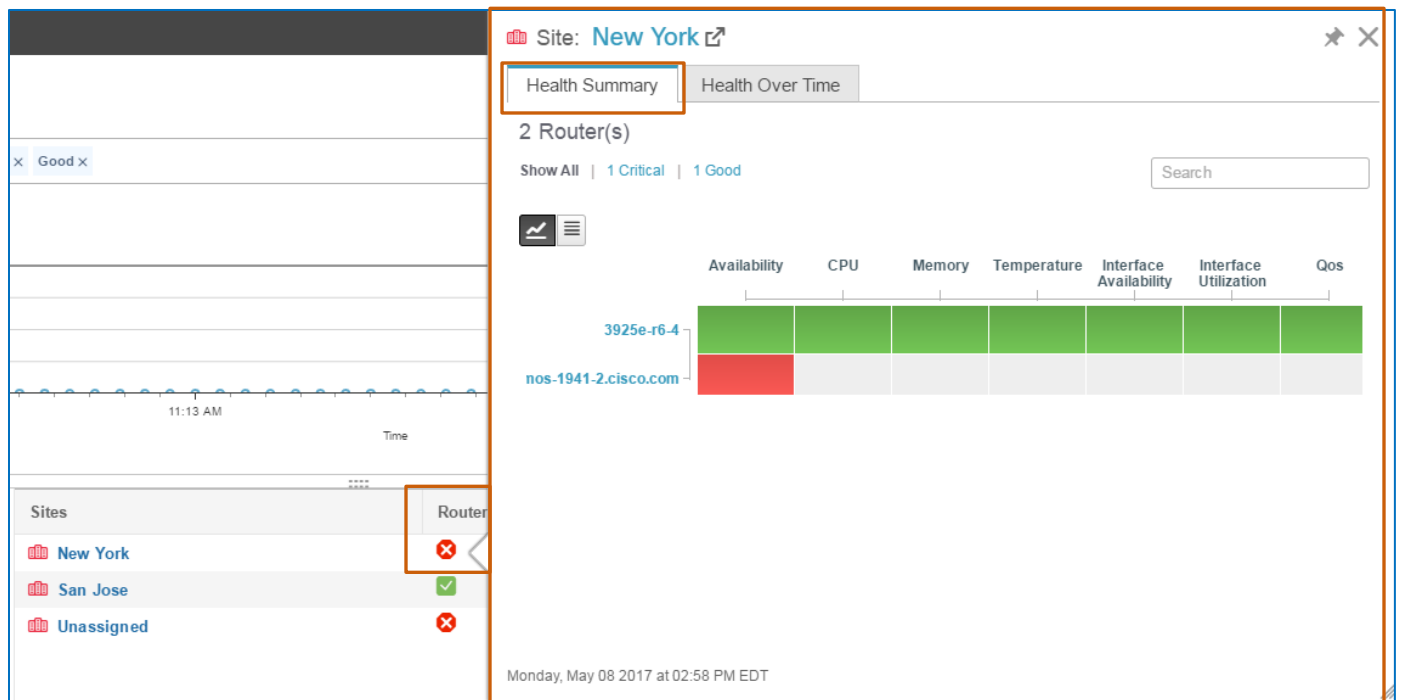 Site: New York
Health Summary Health Over Time
2 Router(s)
× Good ×
Show All | 1 Critical | 1 Good
Search
Availability CPU Memory Temperature Interface Availability Interface Utilization Qos
3925e-r6-4
nos-1941-2.cisco.com
11:13 AM
Time
Sites Router
New York
San Jose
Unassigned
Monday, May 08 2017 at 02:58 PM EDT